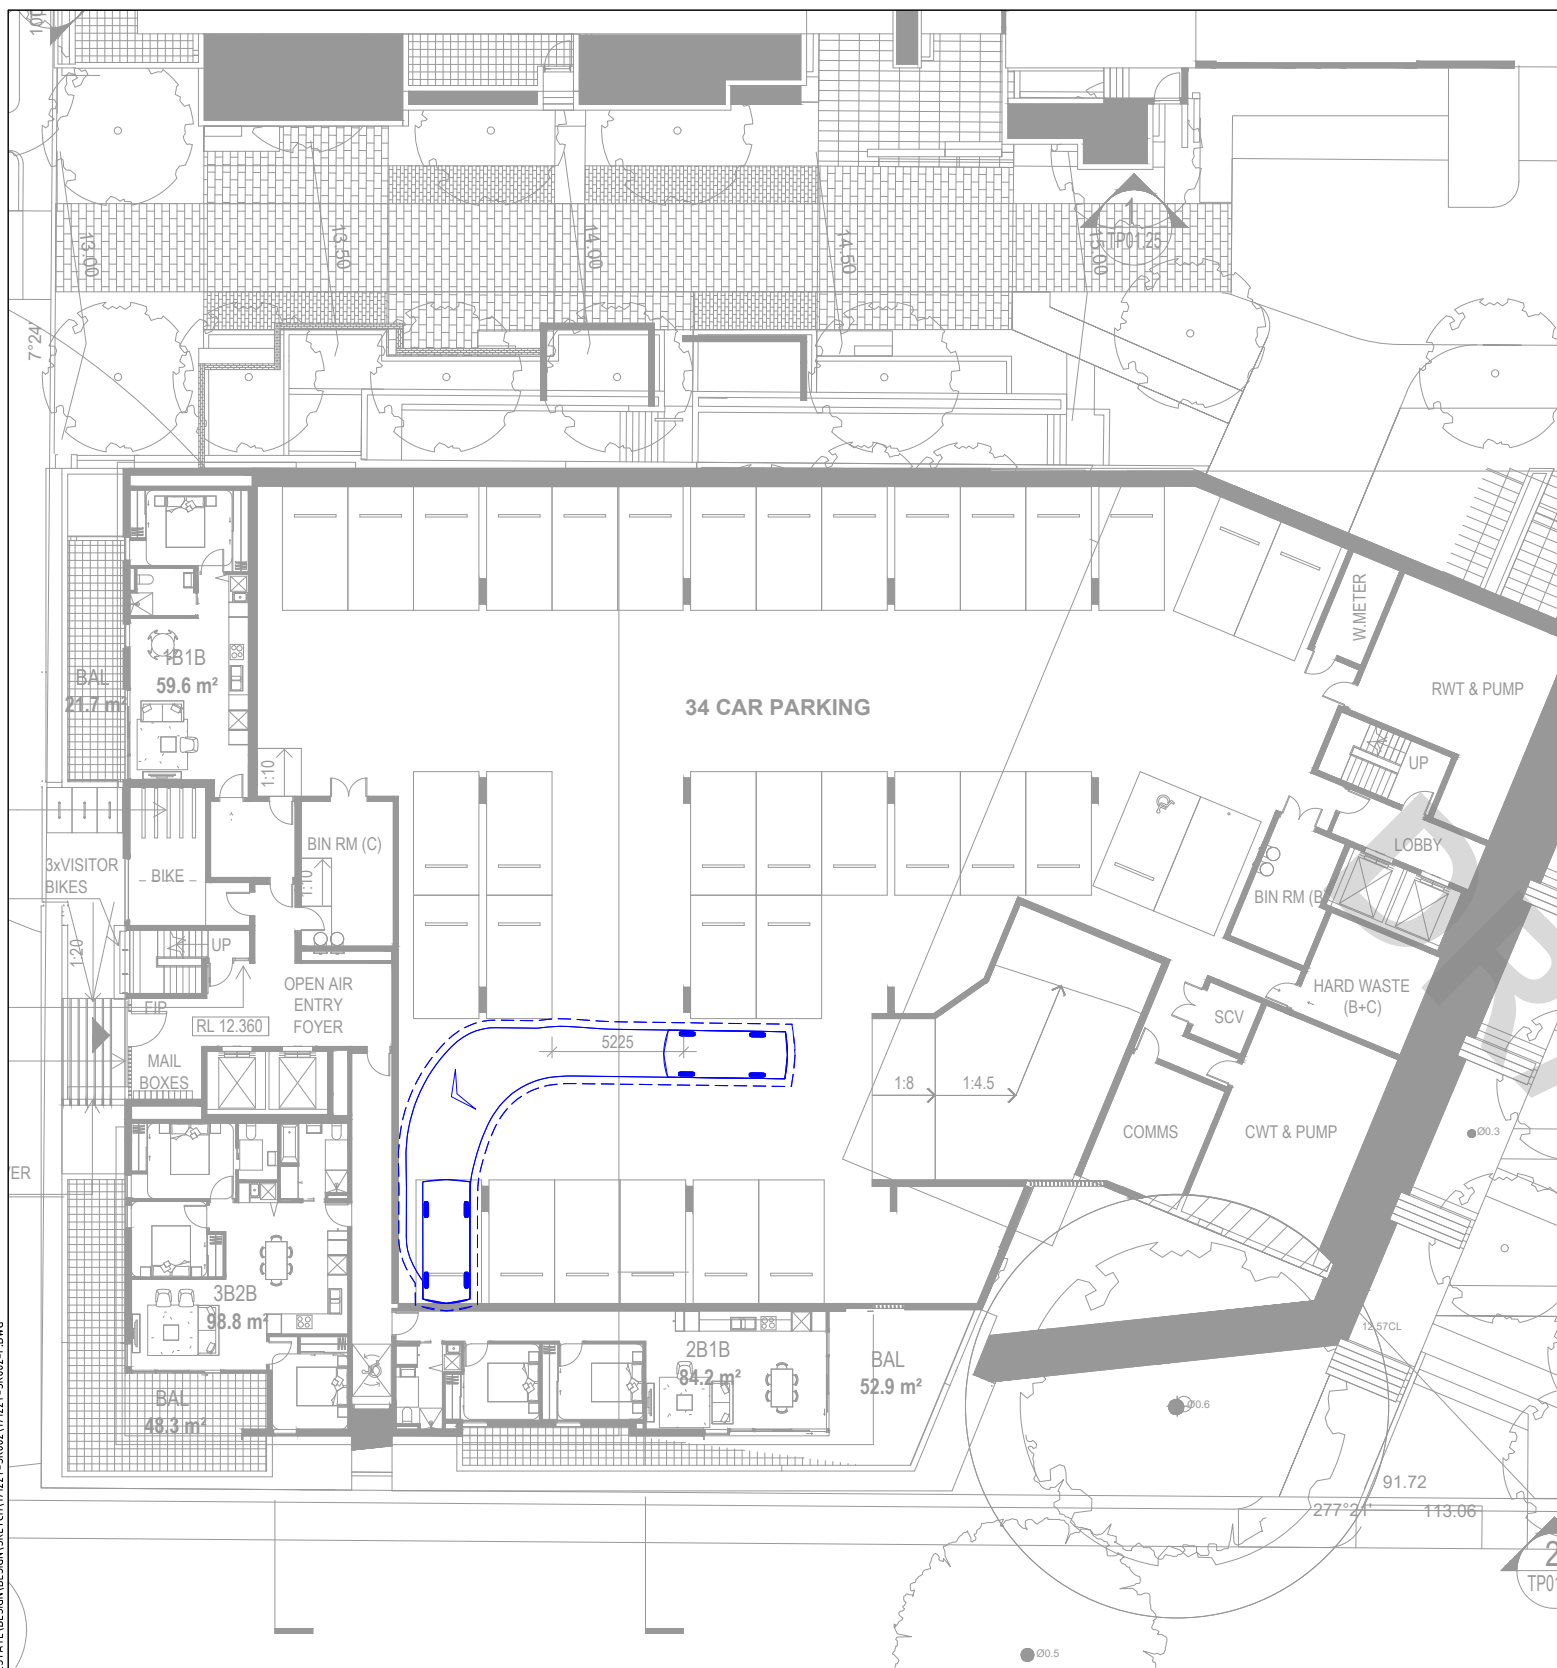 13.00
13.50
14.00
14.50
15.00
1
TP01.25
7°24'
1B1B
59.6 m²
BAL
21.7 m²
34 CAR PARKING
W.METER
RWT & PUMP
UP
LOBBY
1:10
BIN RM (C)
1:10
3xVISITOR
BIKES
BIKE
1:20
UP
OPEN AIR
ENTRY
FOYER
FIP
RL 12.360
MAIL
BOXES
BIN RM (B
HARD WASTE
(B+C)
SCV
5225
1:8
1:4.5
COMMS
CWT & PUMP
Ø0.3
3B2B
98.8 m²
BAL
48.3 m²
2B1B
84.2 m²
BAL
52.9 m²
12.57CL
Ø0.6
91.72
277°21'
113.06
2
TP01
Ø0.5